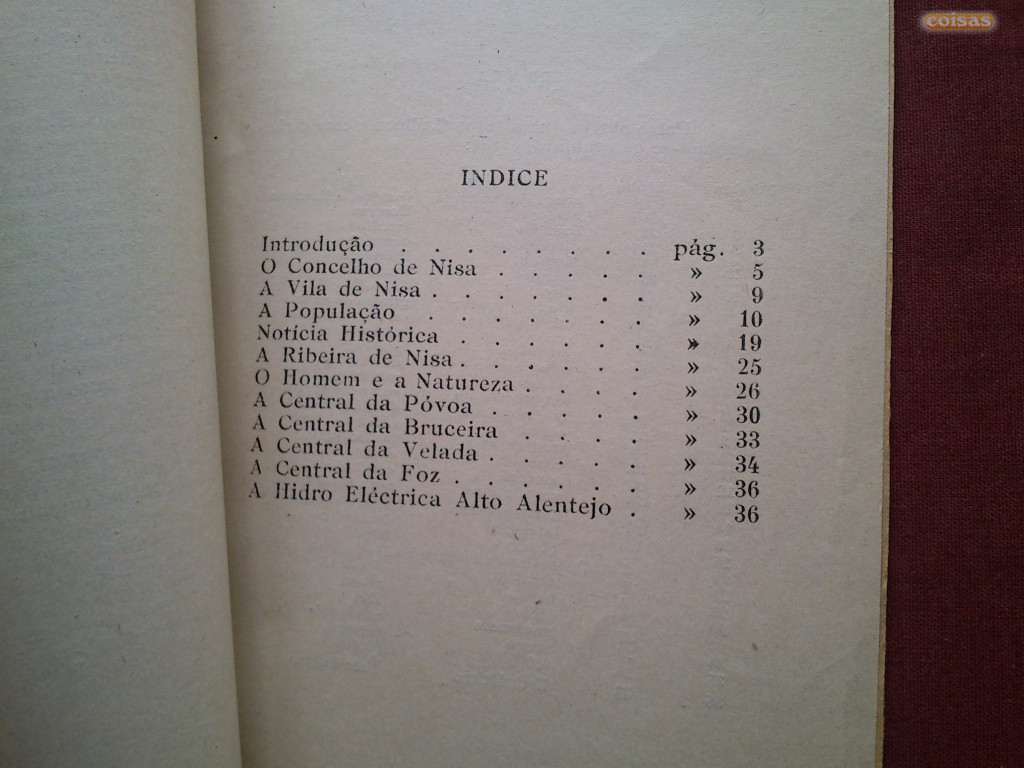 coisas
INDICE
Introdução . . . . . . . pág. 3
O Concelho de Nisa . . . . . » 5
A Vila de Nisa . . . . . . . » 9
A População . . . . . . . » 10
Notícia Histórica . . . . . . » 19
A Ribeira de Nisa . . . . . . » 25
O Homem e a Natureza . . . . » 26
A Central da Póvoa . . . . . » 30
A Central da Bruceira . . . . » 33
A Central da Velada . . . . . » 34
A Central da Foz . . . . . . » 36
A Hidro Eléctrica Alto Alentejo . » 36